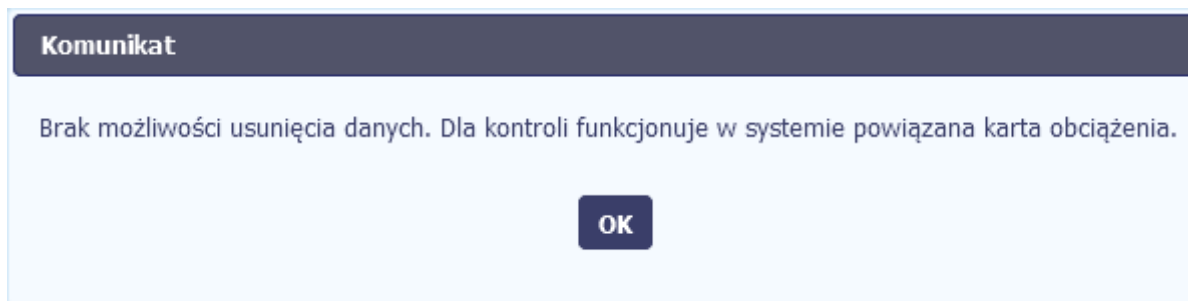 Komunikat
Brak możliwości usunięcia danych. Dla kontroli funkcjonuje w systemie powiązana karta obciążenia.
OK